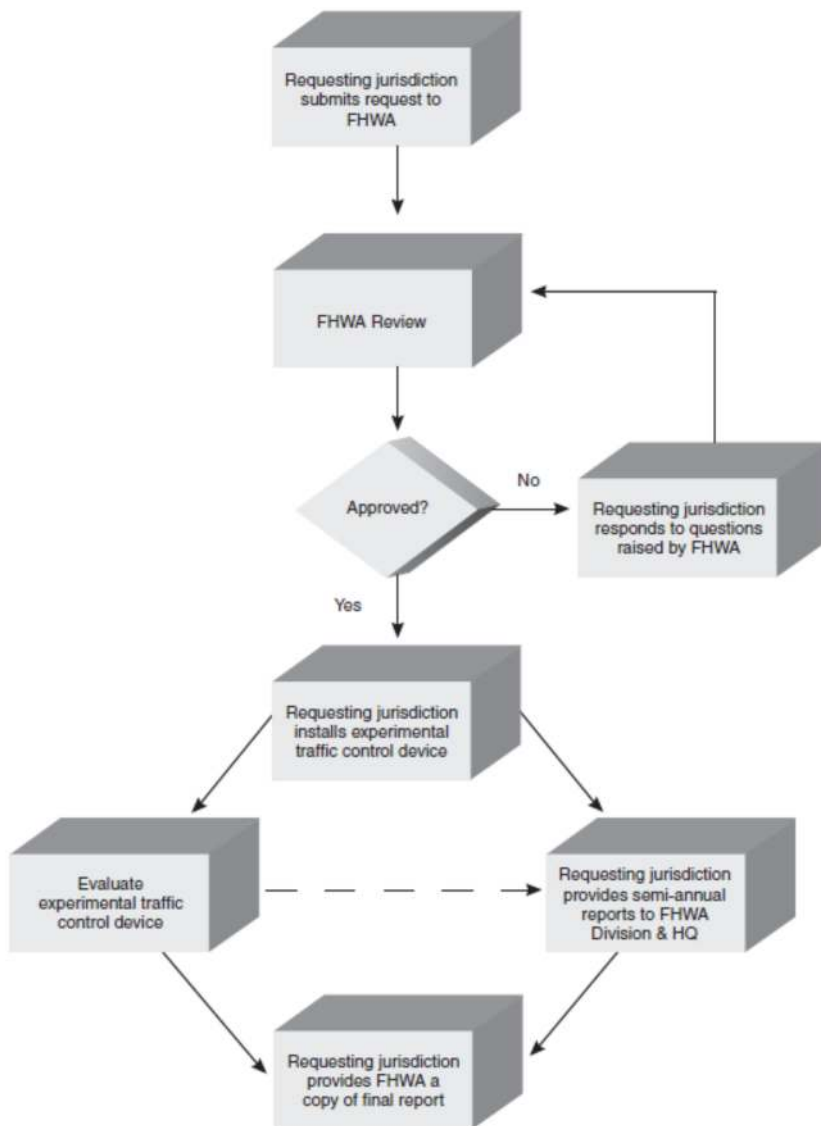 Requesting jurisdiction
submits request to
FHWA
FHWA Review
Approved?
No
Requesting jurisdiction
responds to questions
raised by FHWA
Yes
Requesting jurisdiction
installs experimental
traffic control device
Evaluate
experimental traffic
control device
Requesting jurisdiction
provides semi-annual
reports to FHWA
Division & HQ
Requesting jurisdiction
provides FHWA a
copy of final report